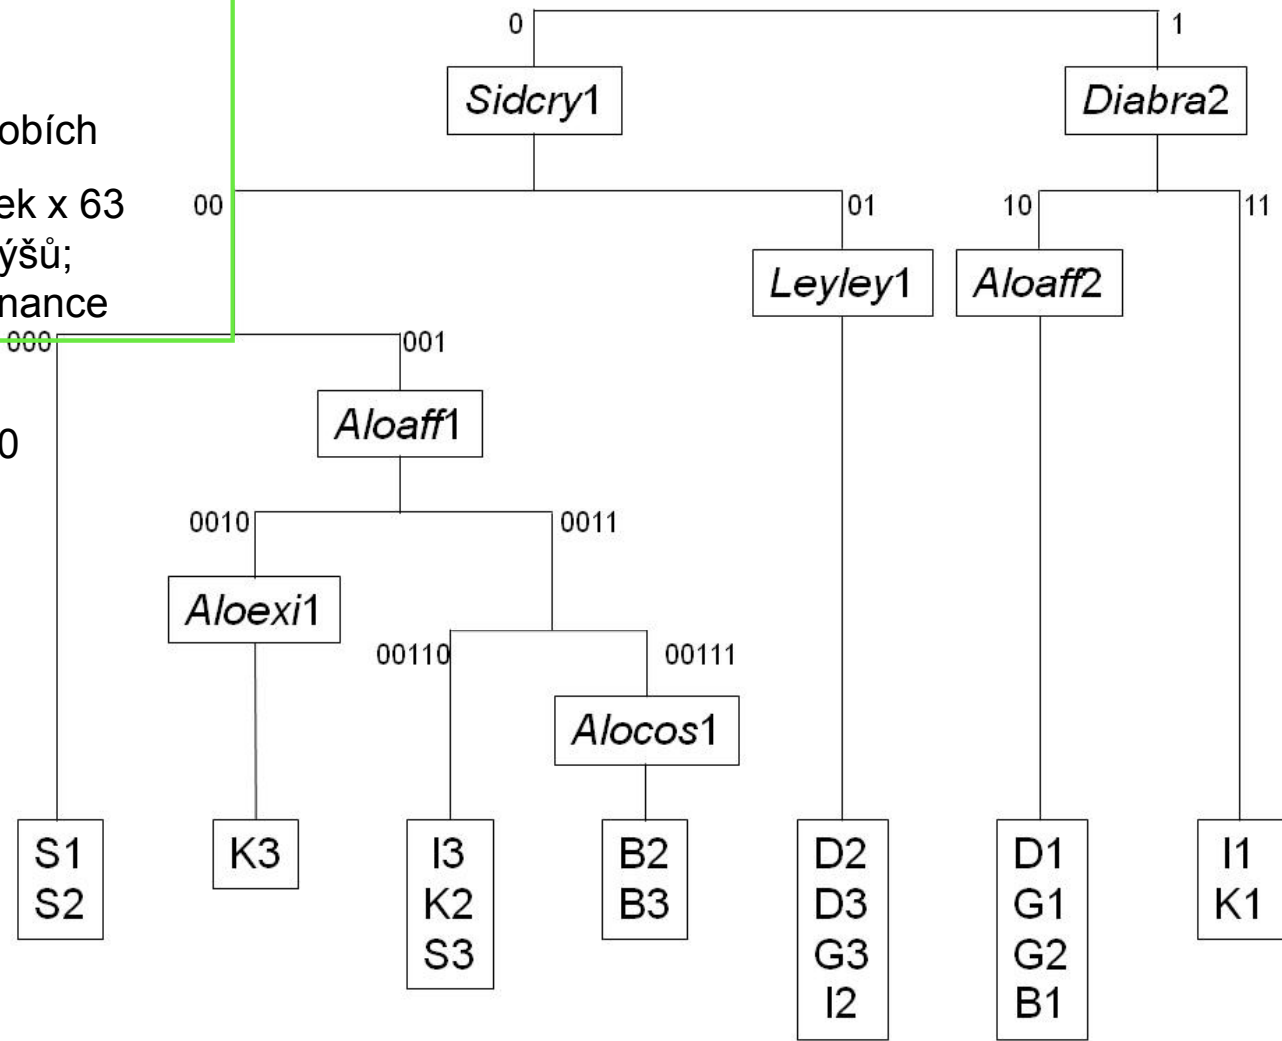 0
1
Sidcry1
Diabra2
obích
ek x 63
ýšů;
nance
00
01
10
11
Leyley1
Aloaff2
000
001
Aloaff1
0
0010
0011
Aloexi1
00110
00111
Alocos1
S1
S2
K3
I3
K2
S3
B2
B3
D2
D3
G3
I2
D1
G1
G2
B1
I1
K1